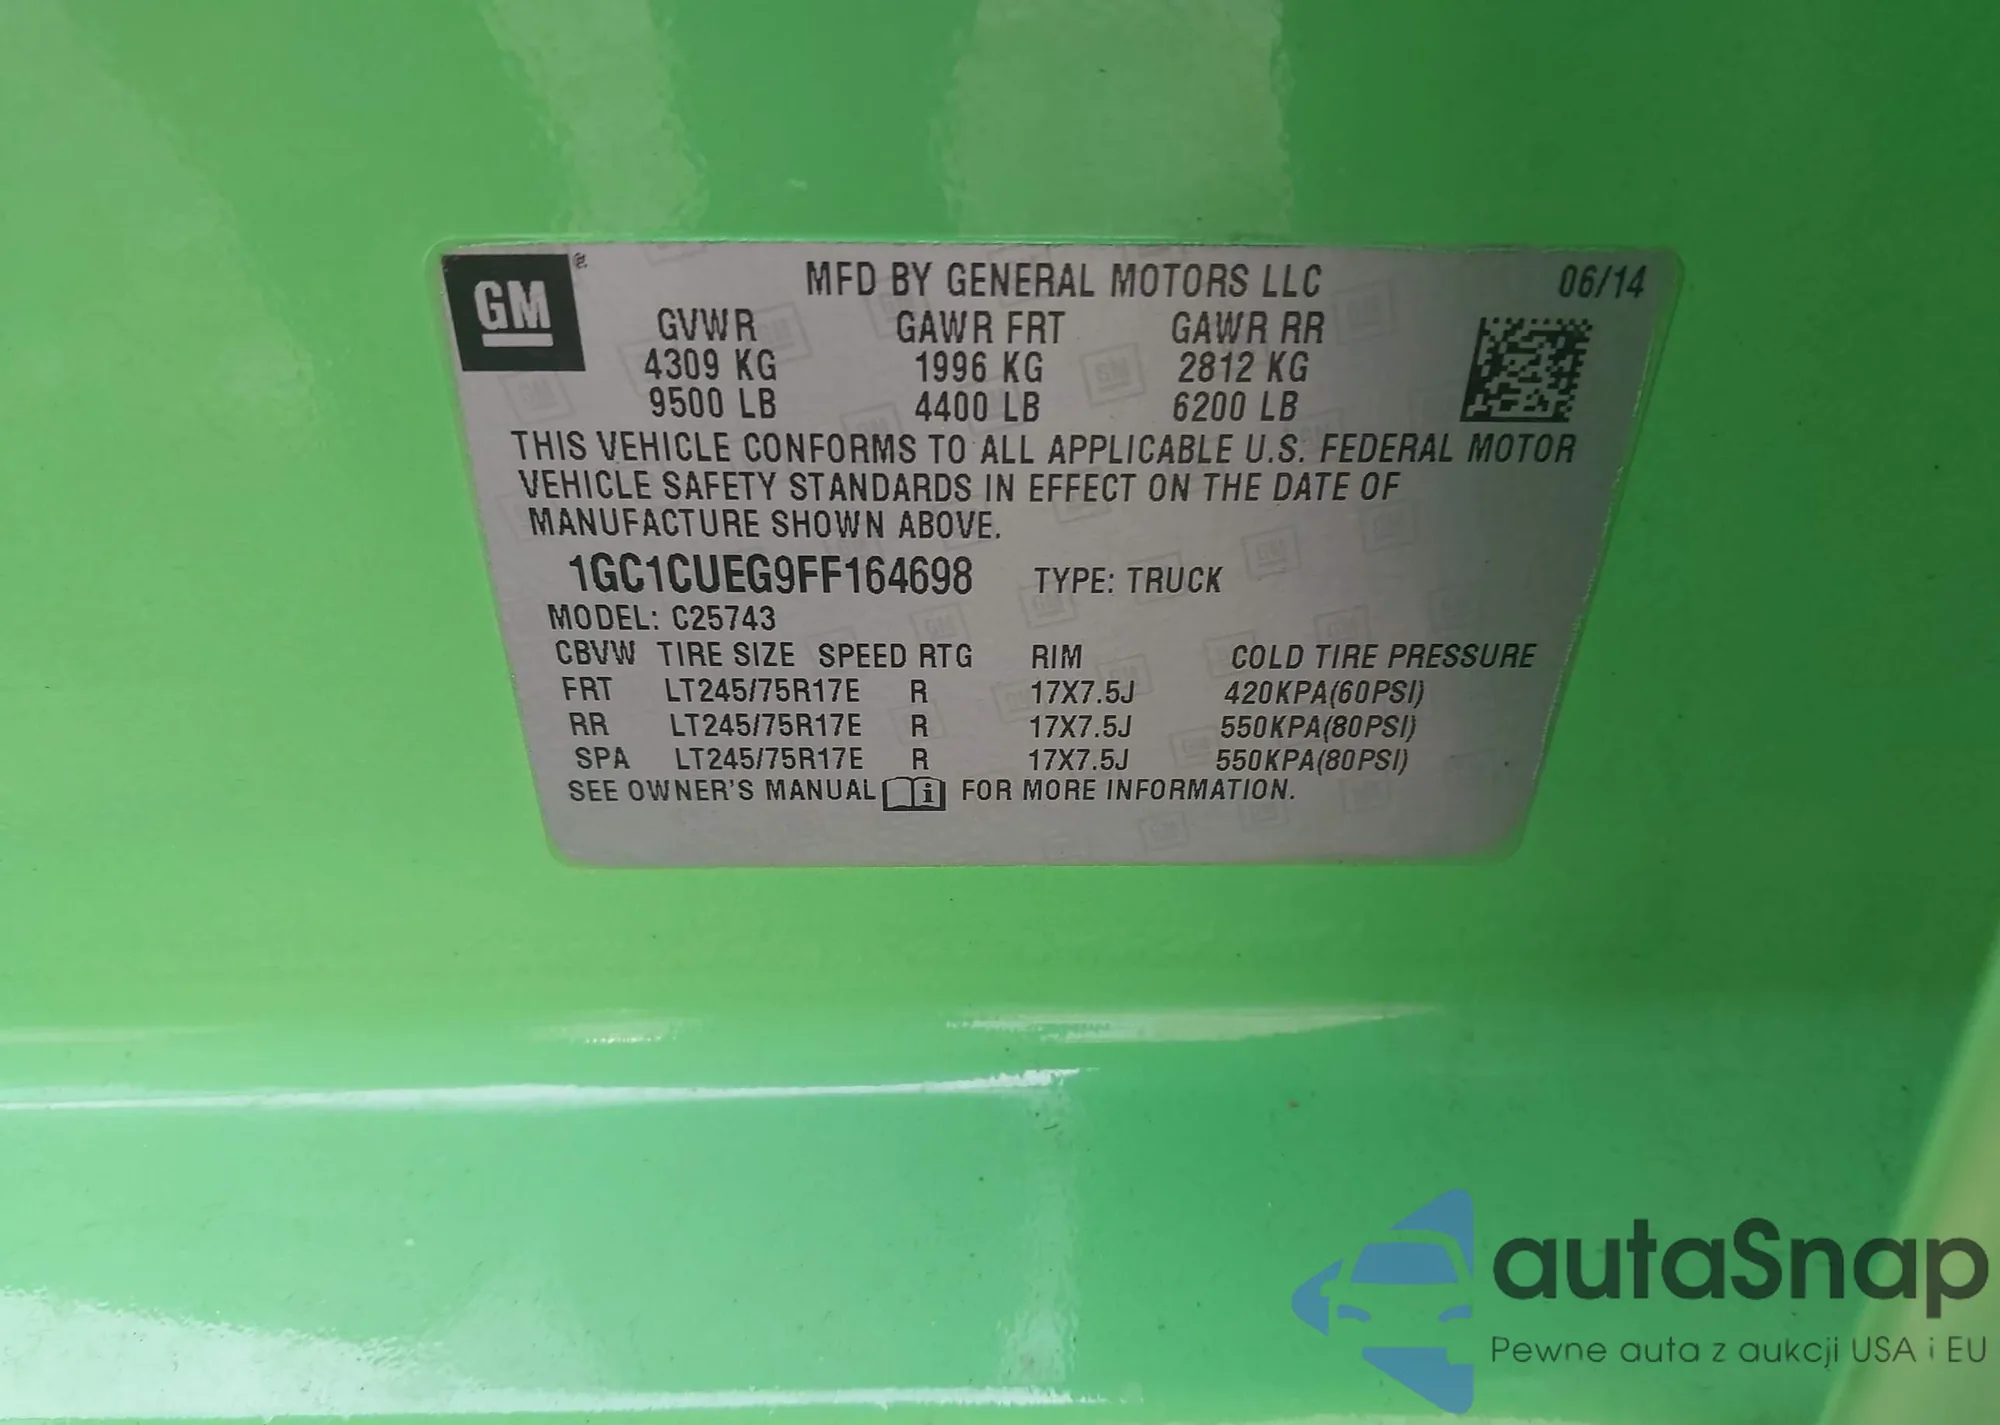 GM
MFD BY GENERAL MOTORS LLC 06/14
GVWR GAWR FRT GAWR RR
4309 KG 1996 KG 2812 KG
9500 LB 4400 LB 6200 LB
THIS VEHICLE CONFORMS TO ALL APPLICABLE U.S. FEDERAL MOTOR
VEHICLE SAFETY STANDARDS IN EFFECT ON THE DATE OF
MANUFACTURE SHOWN ABOVE.
1GC1CUEG9FF164698 TYPE: TRUCK
MODEL: C25743
CBVW TIRE SIZE SPEED RTG RIM COLD TIRE PRESSURE
FRT LT245/75R17E R 17X7.5J 420KPA(60PSI)
RR LT245/75R17E R 17X7.5J 550KPA(80PSI)
SPA LT245/75R17E R 17X7.5J 550KPA(80PSI)
SEE OWNER'S MANUAL i FOR MORE INFORMATION.
autaSnap
Pewne auta z aukcji USA i EU